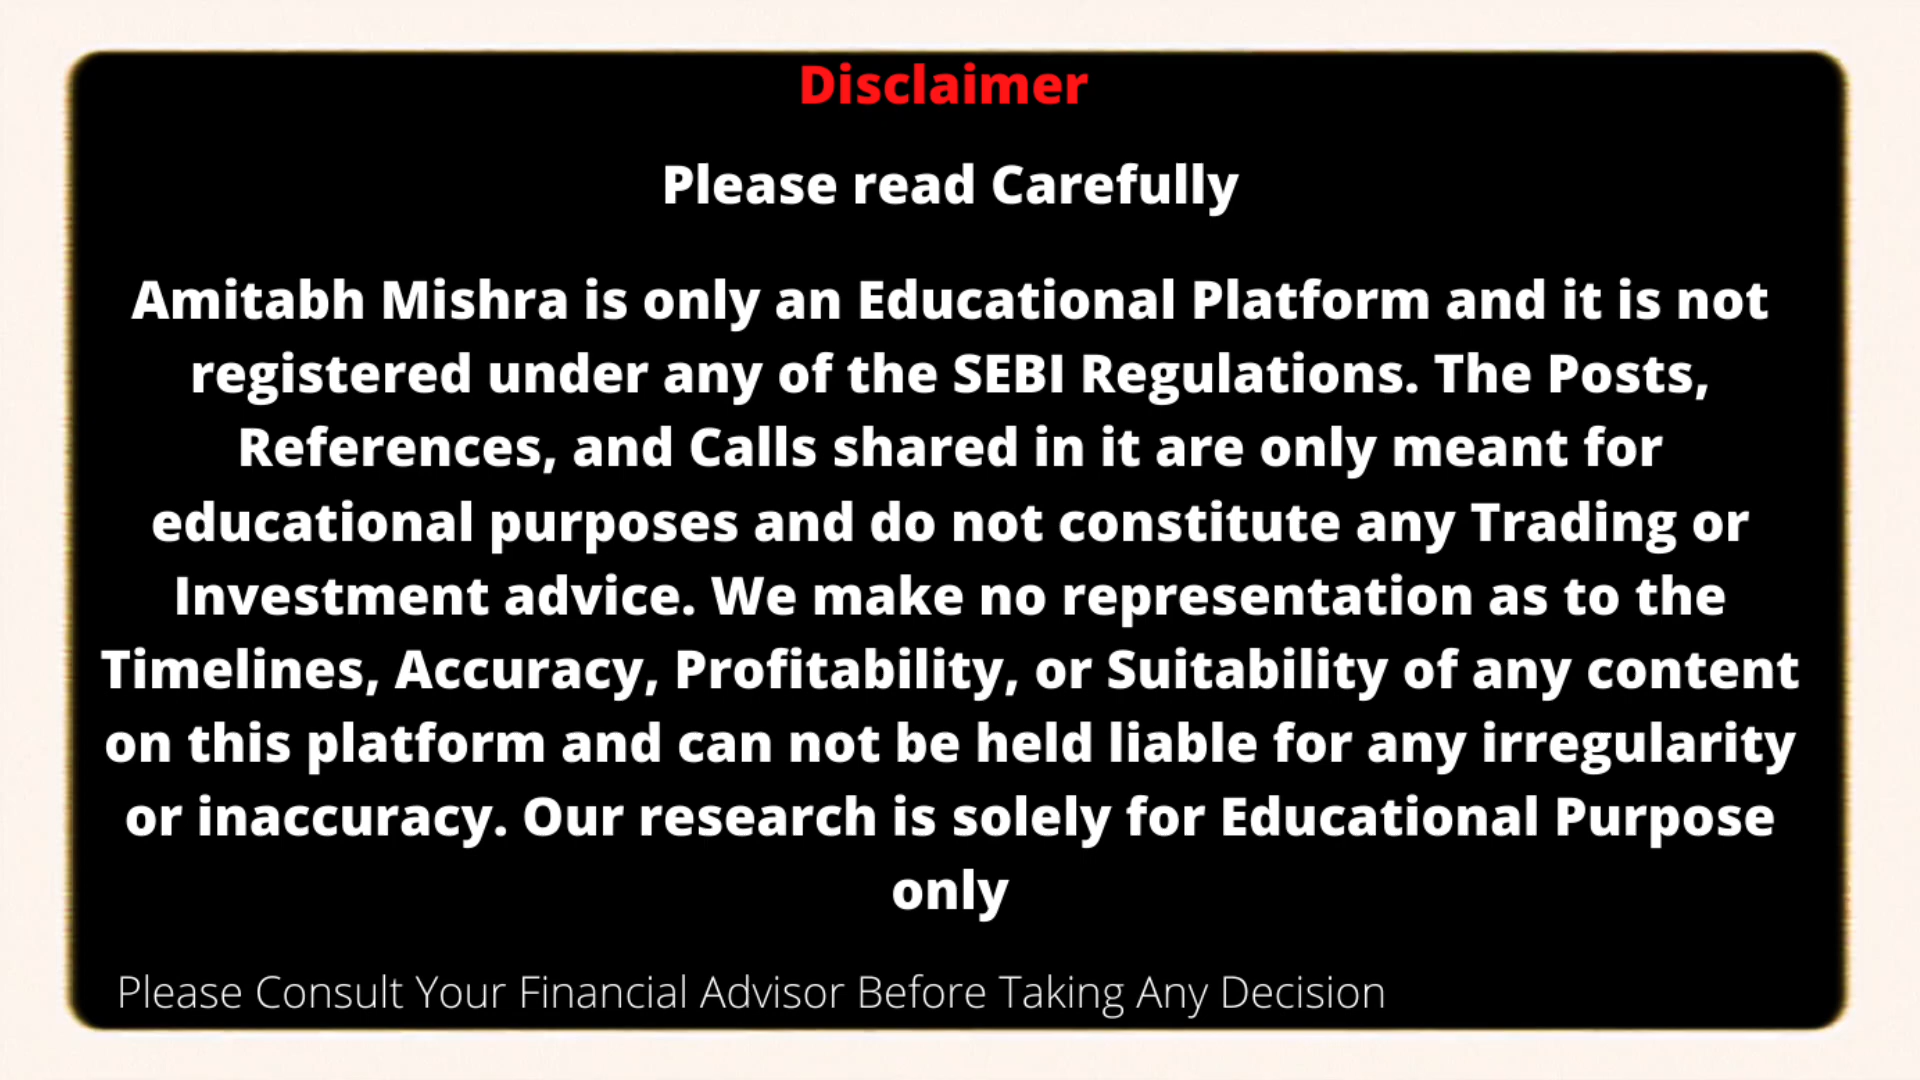 Disclaimer
Please read Carefully
Amitabh Mishra is only an Educational Platform and it is not
registered under any of the SEBI Regulations. The Posts,
References, and Calls shared in it are only meant for
educational purposes and do not constitute any Trading or
Investment advice. We make no representation as to the
Timelines, Accuracy, Profitability, or Suitability of any content
on this platform and can not be held liable for any irregularity
or inaccuracy. Our research is solely for Educational Purpose
only
Please Consult Your Financial Advisor Before Taking Any Decision